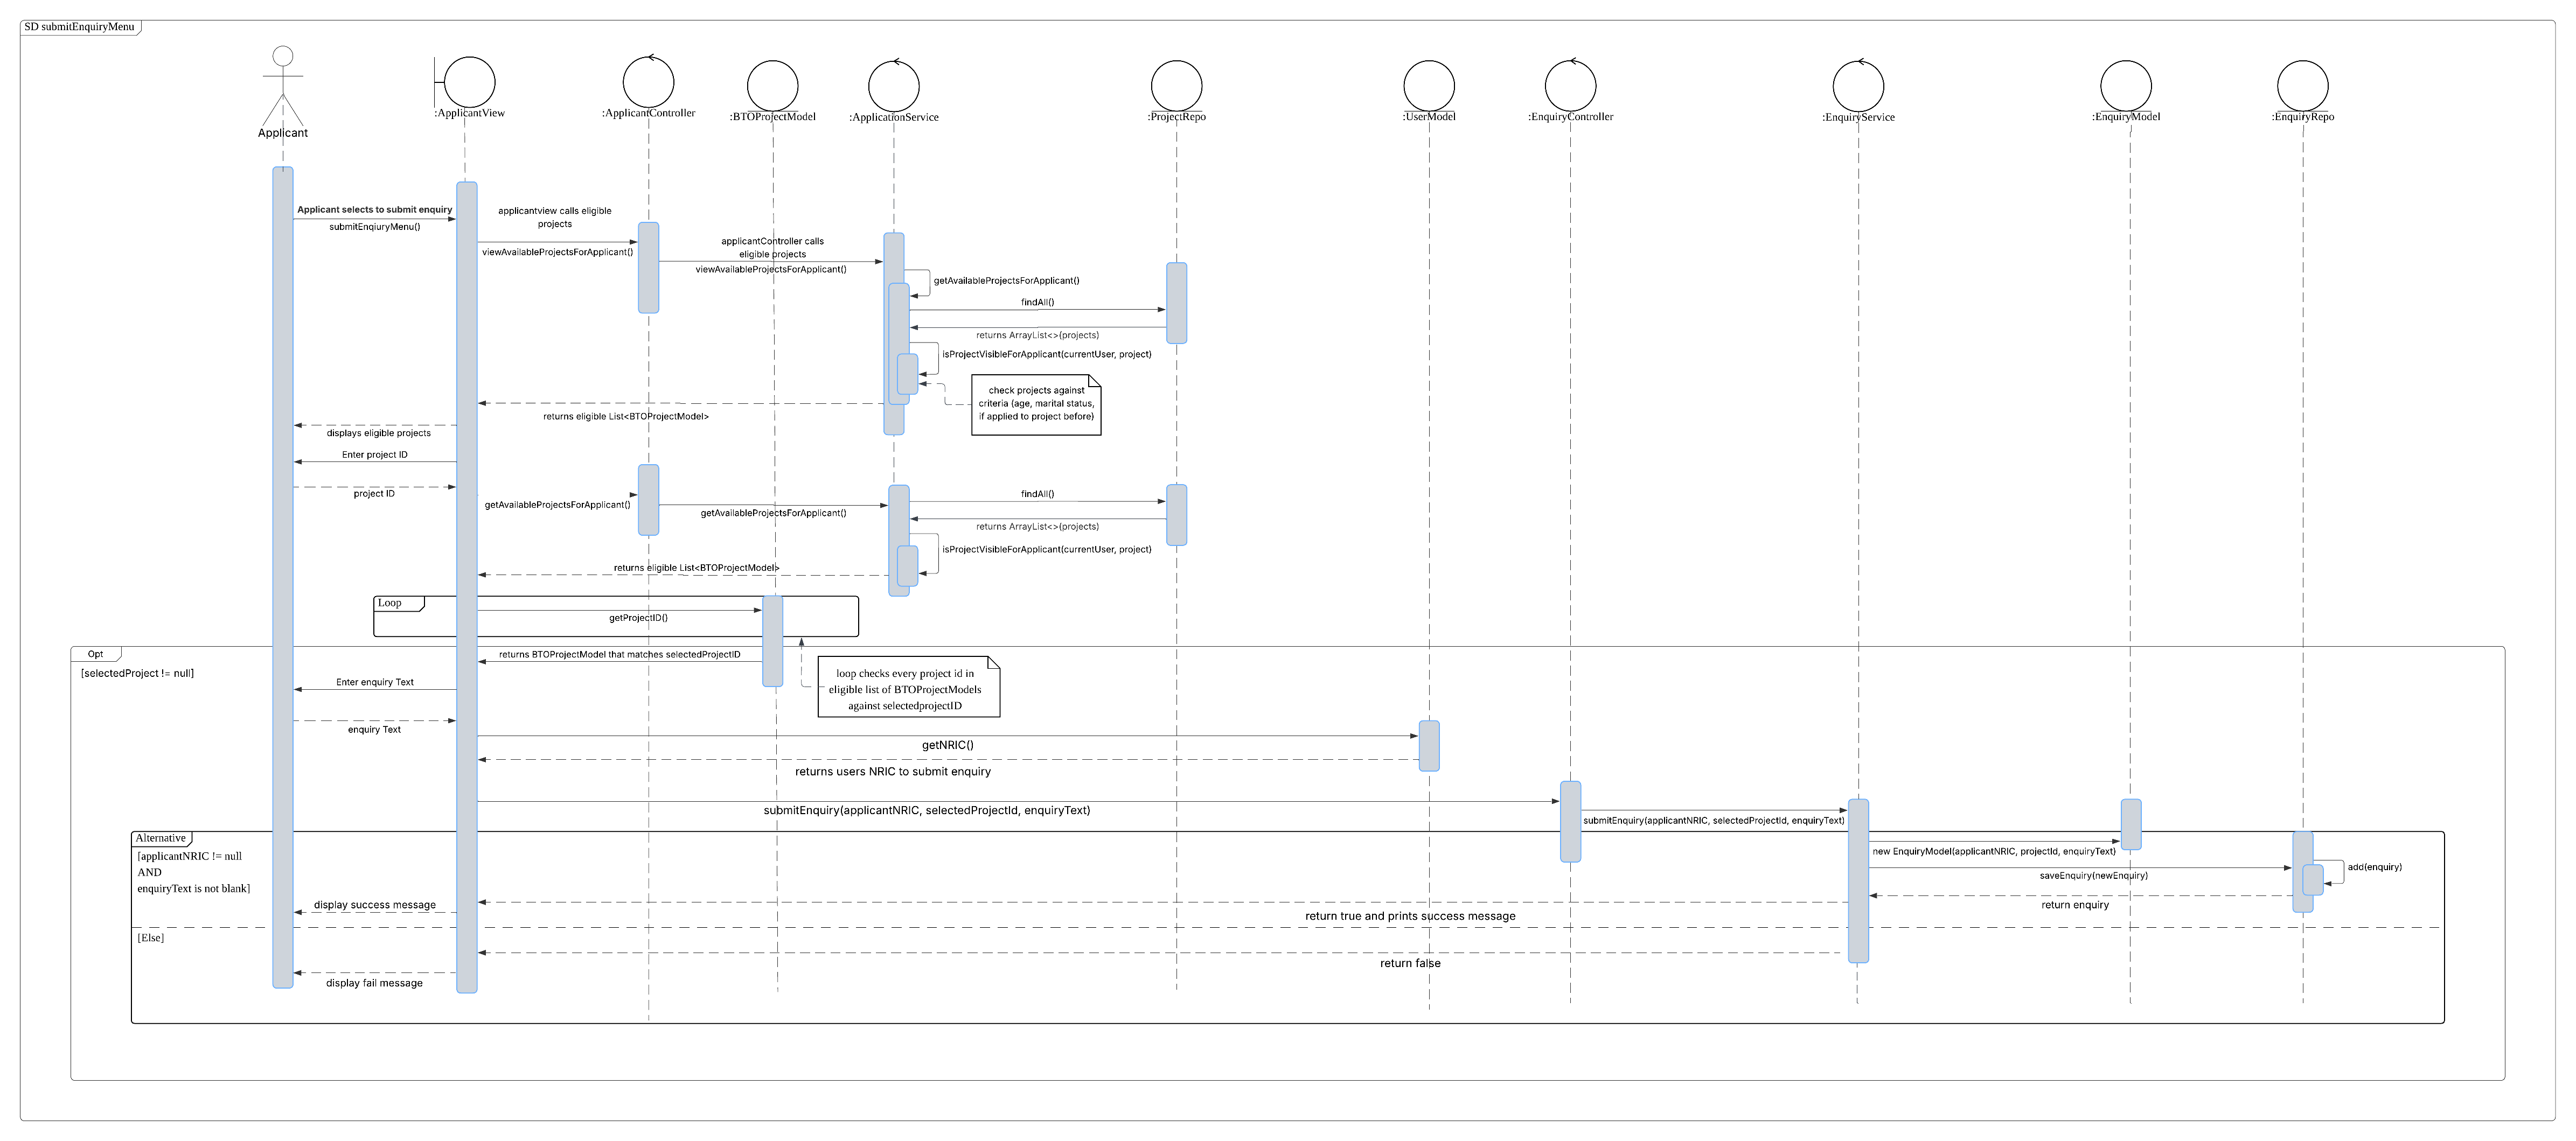 SD submitEnquiryMenu
Applicant
:ApplicantView
:ApplicantController
:BTOProjectModel
:ApplicationService
:ProjectRepo
:UserModel
:EnquiryController
:EnquiryService
:EnquiryModel
:EnquiryRepo
Applicant selects to submit enquiry
submitEnqiuryMenu()
applicantview calls eligible
projects
viewAvailableProjectsForApplicant()
applicantController calls
eligible projects
viewAvailableProjectsForApplicant()
getAvailableProjectsForApplicant()
findAll()
returns ArrayList<>(projects)
isProjectVisibleForApplicant(currentUser, project)
check projects against
criteria (age, marital status,
if applied to project before)
returns eligible List<BTOProjectModel>
displays eligible projects
Enter project ID
project ID
getAvailableProjectsForApplicant()
getAvailableProjectsForApplicant()
findAll()
returns ArrayList<>(projects)
isProjectVisibleForApplicant(currentUser, project)
returns eligible List<BTOProjectModel>
Loop
getProjectID()
Opt
[selectedProject != null]
returns BTOProjectModel that matches selectedProjectID
loop checks every project id in
eligible list of BTOProjectModels
against selectedprojectID
Enter enquiry Text
enquiry Text
getNRIC()
returns users NRIC to submit enquiry
submitEnquiry(applicantNRIC, selectedProjectId, enquiryText)
submitEnquiry(applicantNRIC, selectedProjectId, enquiryText)
Alternative
[applicantNRIC != null
AND
enquiryText is not blank]
new EnquiryModel(applicantNRIC, projectId, enquiryText)
saveEnquiry(newEnquiry)
add(enquiry)
return enquiry
return true and prints success message
display success message
[Else]
return false
display fail message